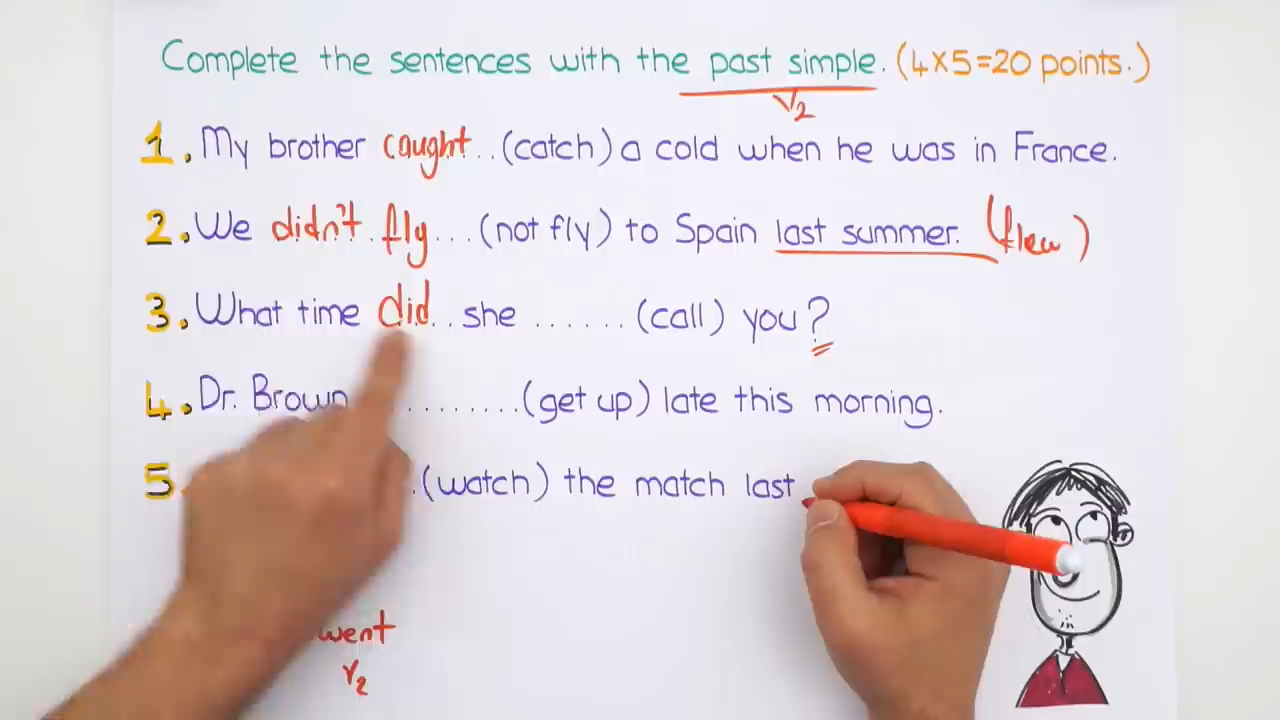 Complete the sentences with the past simple. (4x5=20 points.)
V2
1. My brother caught..(catch) a cold when he was in France.
2. We didn't fly...(not fly) to Spain last summer. (flew)
3. What time did..she ......(call) you?
4. Dr. Brown ........(get up) late this morning.
5. .(watch) the match last
went
V2